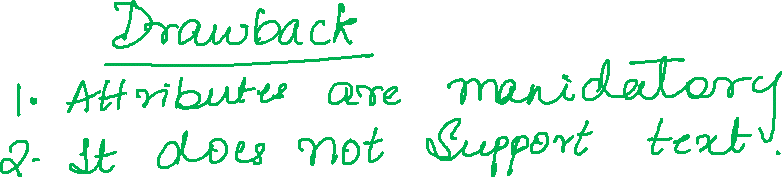 Drawback
1. Attributes are manidatory
2. It does not Support text.